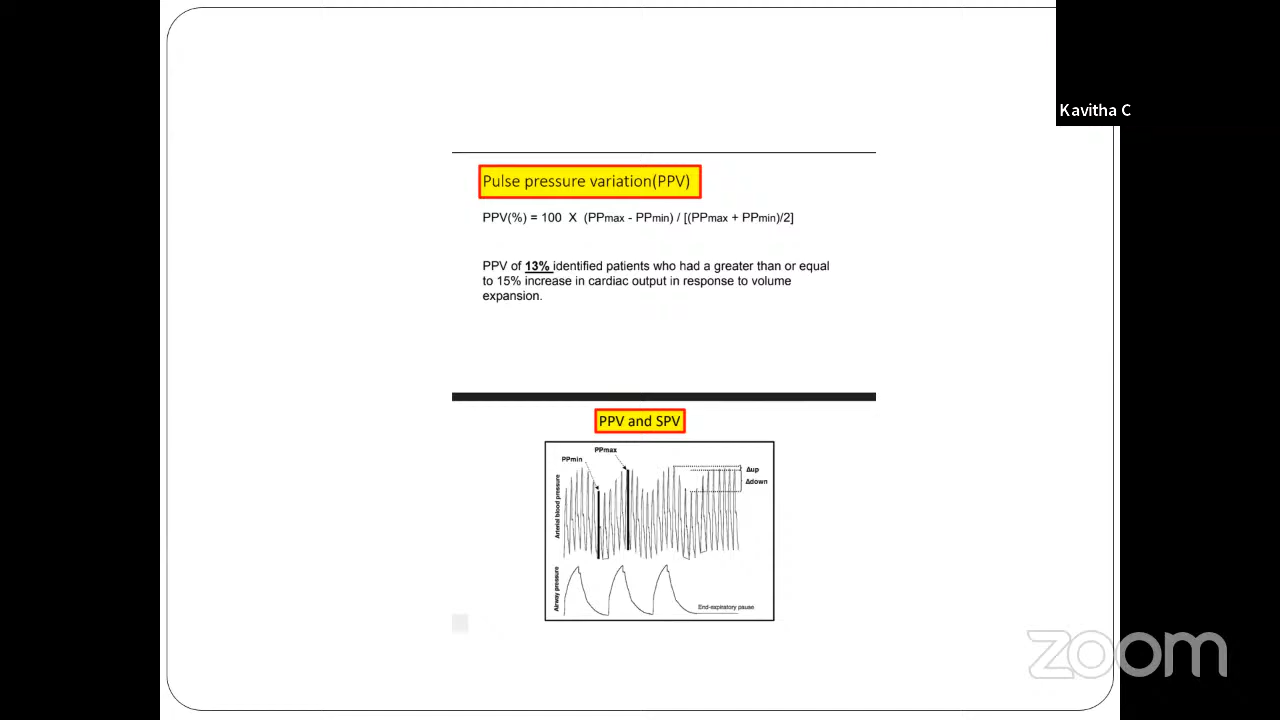 Kavitha C
Pulse pressure variation(PPV)
PPV(%) = 100 X (PPmax - PPmin) / [(PPmax + PPmin)/2]
PPV of 13% identified patients who had a greater than or equal
to 15% increase in cardiac output in response to volume
expansion.
PPV and SPV
PPmax
PPmin
Δup
Δdown
Arterial blood pressure
Airway pressure
End-expiratory pause
zoom